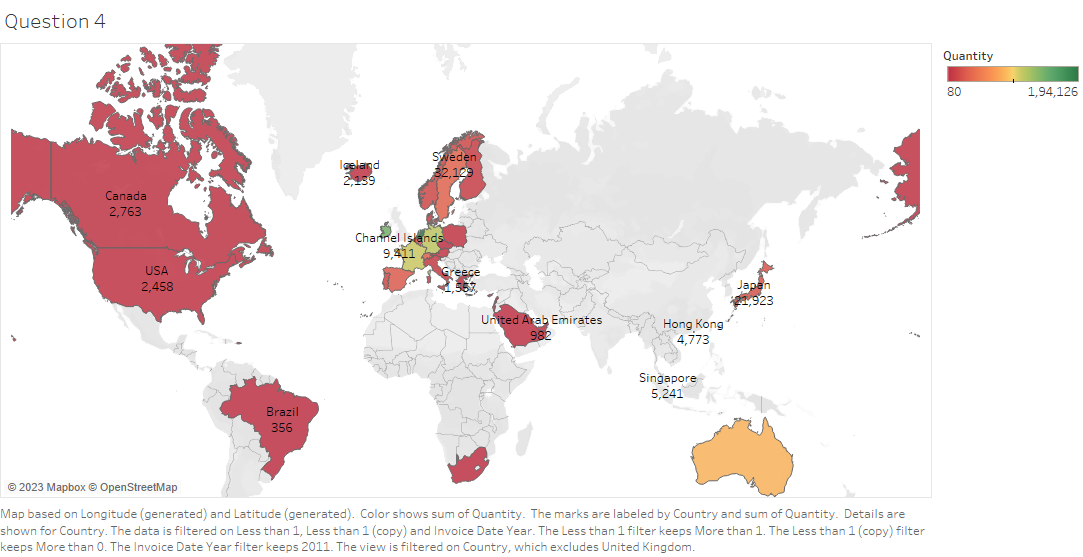 Question 4
Quantity
80 1,94,126
Iceland
2,139
Sweden
32,129
Canada
2,763
Channel Islands
9,411
USA
2,458
Greece
1,557
Japan
21,923
United Arab Emirates
982
Hong Kong
4,773
Singapore
5,241
Brazil
356
© 2023 Mapbox © OpenStreetMap
Map based on Longitude (generated) and Latitude (generated). Color shows sum of Quantity. The marks are labeled by Country and sum of Quantity. Details are
shown for Country. The data is filtered on Less than 1, Less than 1 (copy) and Invoice Date Year. The Less than 1 filter keeps More than 1. The Less than 1 (copy) filter
keeps More than 0. The Invoice Date Year filter keeps 2011. The view is filtered on Country, which excludes United Kingdom.